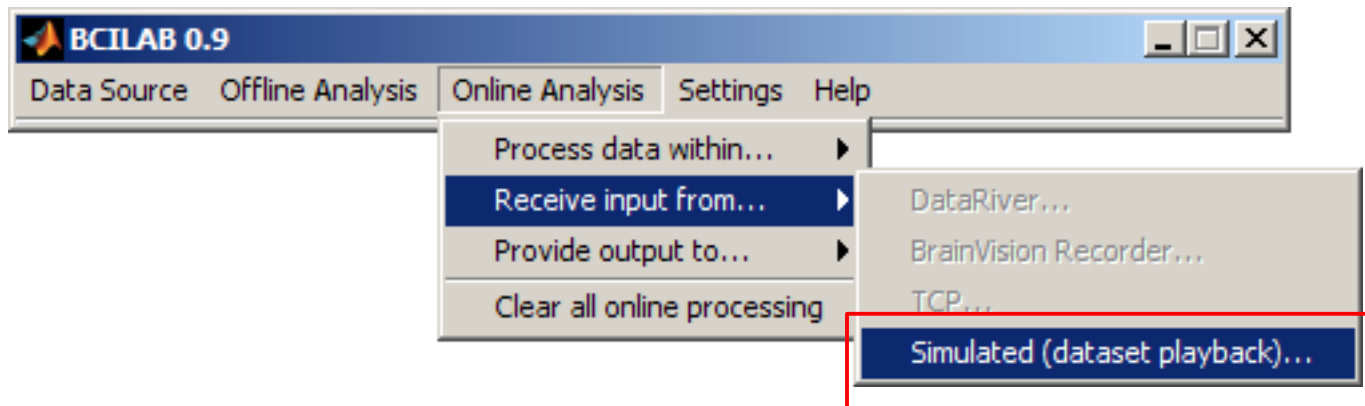 BCILAB 0.9
Data Source Offline Analysis Online Analysis Settings Help
Process data within...
Receive input from...
Provide output to...
Clear all online processing
DataRiver...
BrainVision Recorder...
TCP...
Simulated (dataset playback)...